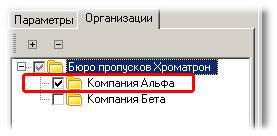 Параметры Организации
Бюро пропусков Хроматрон
Компания Альфа
Компания Бета